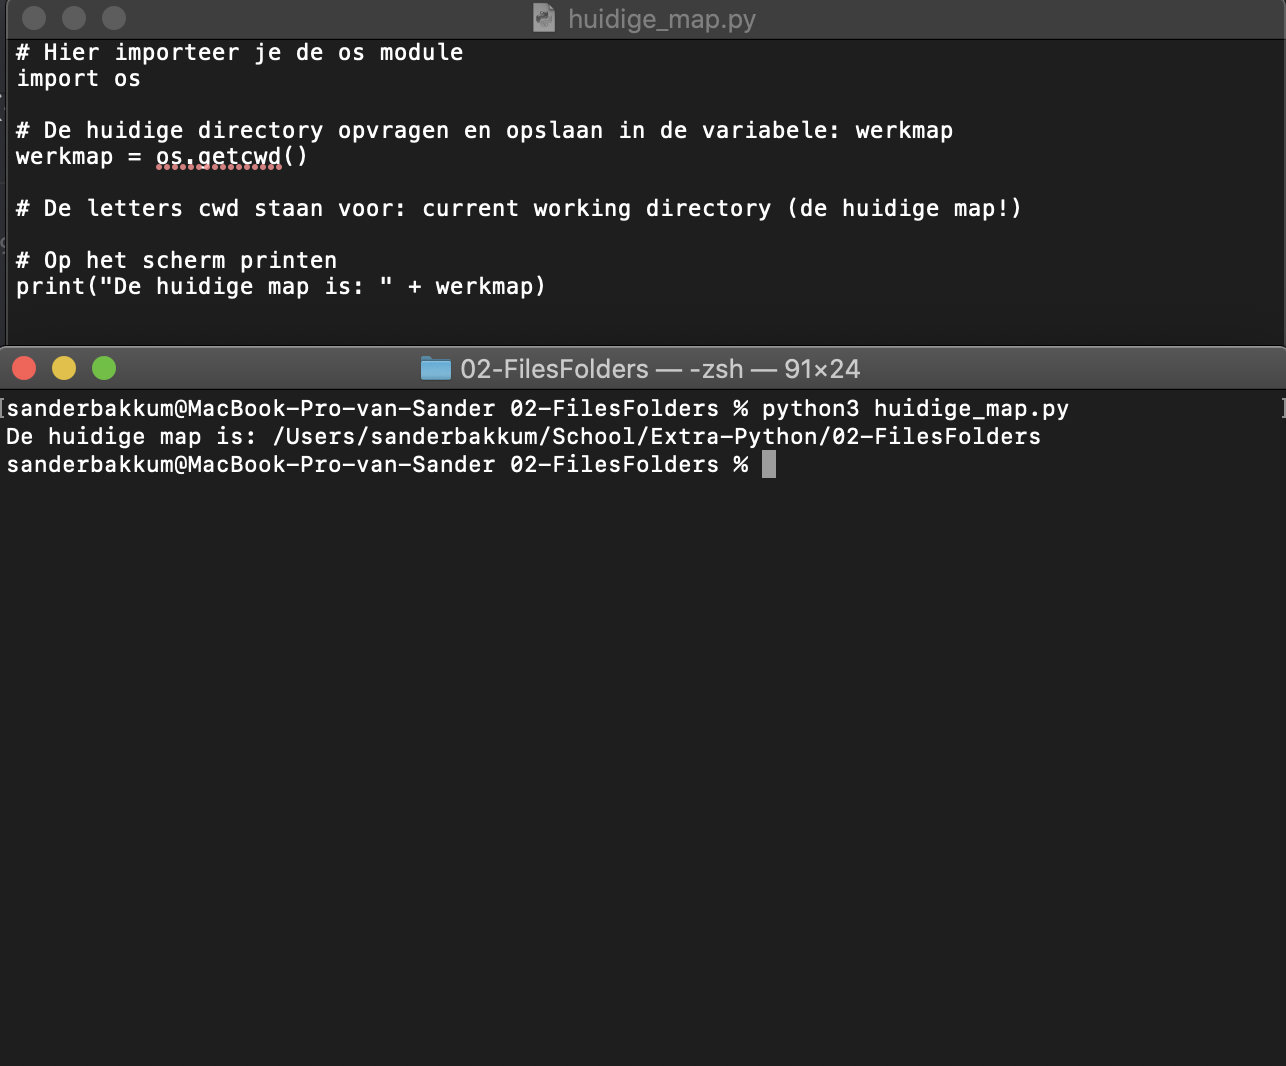 huidige_map.py
# Hier importeer je de os module
import os
# De huidige directory opvragen en opslaan in de variabele: werkmap
werkmap = os.getcwd()
# De letters cwd staan voor: current working directory (de huidige map!)
# Op het scherm printen
print("De huidige map is: " + werkmap)
02-FilesFolders — -zsh — 91×24
[sanderbakkum@MacBook-Pro-van-Sander 02-FilesFolders % python3 huidige_map.py ]
De huidige map is: /Users/sanderbakkum/School/Extra-Python/02-FilesFolders
sanderbakkum@MacBook-Pro-van-Sander 02-FilesFolders %